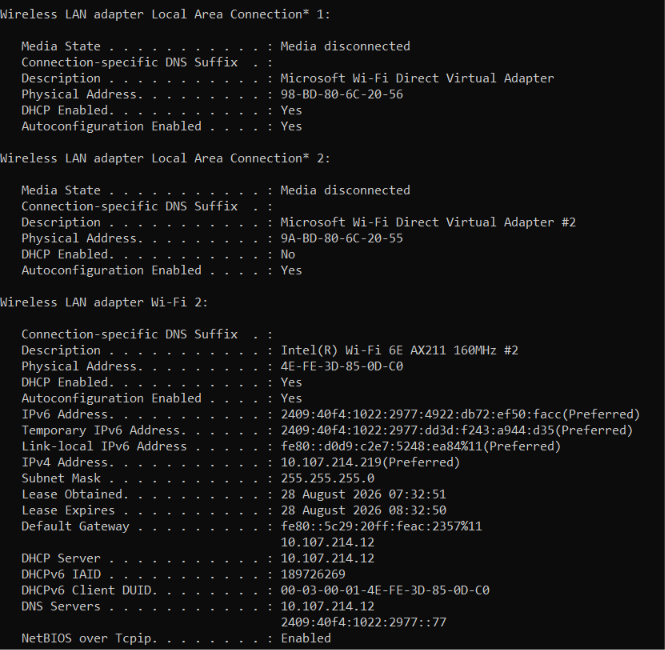 Wireless LAN adapter Local Area Connection* 1:
Media State . . . . . . . . . . . : Media disconnected
Connection-specific DNS Suffix  . :
Description . . . . . . . . . . . : Microsoft Wi-Fi Direct Virtual Adapter
Physical Address. . . . . . . . . : 98-BD-80-6C-20-56
DHCP Enabled. . . . . . . . . . . : Yes
Autoconfiguration Enabled . . . . : Yes
Wireless LAN adapter Local Area Connection* 2:
Media State . . . . . . . . . . . : Media disconnected
Connection-specific DNS Suffix  . :
Description . . . . . . . . . . . : Microsoft Wi-Fi Direct Virtual Adapter #2
Physical Address. . . . . . . . . : 9A-BD-80-6C-20-55
DHCP Enabled. . . . . . . . . . . : No
Autoconfiguration Enabled . . . . : Yes
Wireless LAN adapter Wi-Fi 2:
Connection-specific DNS Suffix  . :
Description . . . . . . . . . . . : Intel(R) Wi-Fi 6E AX211 160MHz #2
Physical Address. . . . . . . . . : 4E-FE-3D-85-0D-C0
DHCP Enabled. . . . . . . . . . . : Yes
Autoconfiguration Enabled . . . . : Yes
IPv6 Address. . . . . . . . . . . : 2409:40f4:1022:2977:4922:db72:ef50:facc(Preferred)
Temporary IPv6 Address. . . . . . : 2409:40f4:1022:2977:dd3d:f243:a944:d35(Preferred)
Link-local IPv6 Address . . . . . : fe80::d0d9:c2e7:5248:ea84%11(Preferred)
IPv4 Address. . . . . . . . . . . : 10.107.214.219(Preferred)
Subnet Mask . . . . . . . . . . . : 255.255.255.0
Lease Obtained. . . . . . . . . . : 28 August 2026 07:32:51
Lease Expires . . . . . . . . . . : 28 August 2026 08:32:50
Default Gateway . . . . . . . . . : fe80::5c29:20ff:feac:2357%11
10.107.214.12
DHCP Server . . . . . . . . . . . : 10.107.214.12
DHCPv6 IAID . . . . . . . . . . . : 189726269
DHCPv6 Client DUID. . . . . . . . : 00-03-00-01-4E-FE-3D-85-0D-C0
DNS Servers . . . . . . . . . . . : 10.107.214.12
2409:40f4:1022:2977::77
NetBIOS over Tcpip. . . . . . . . : Enabled